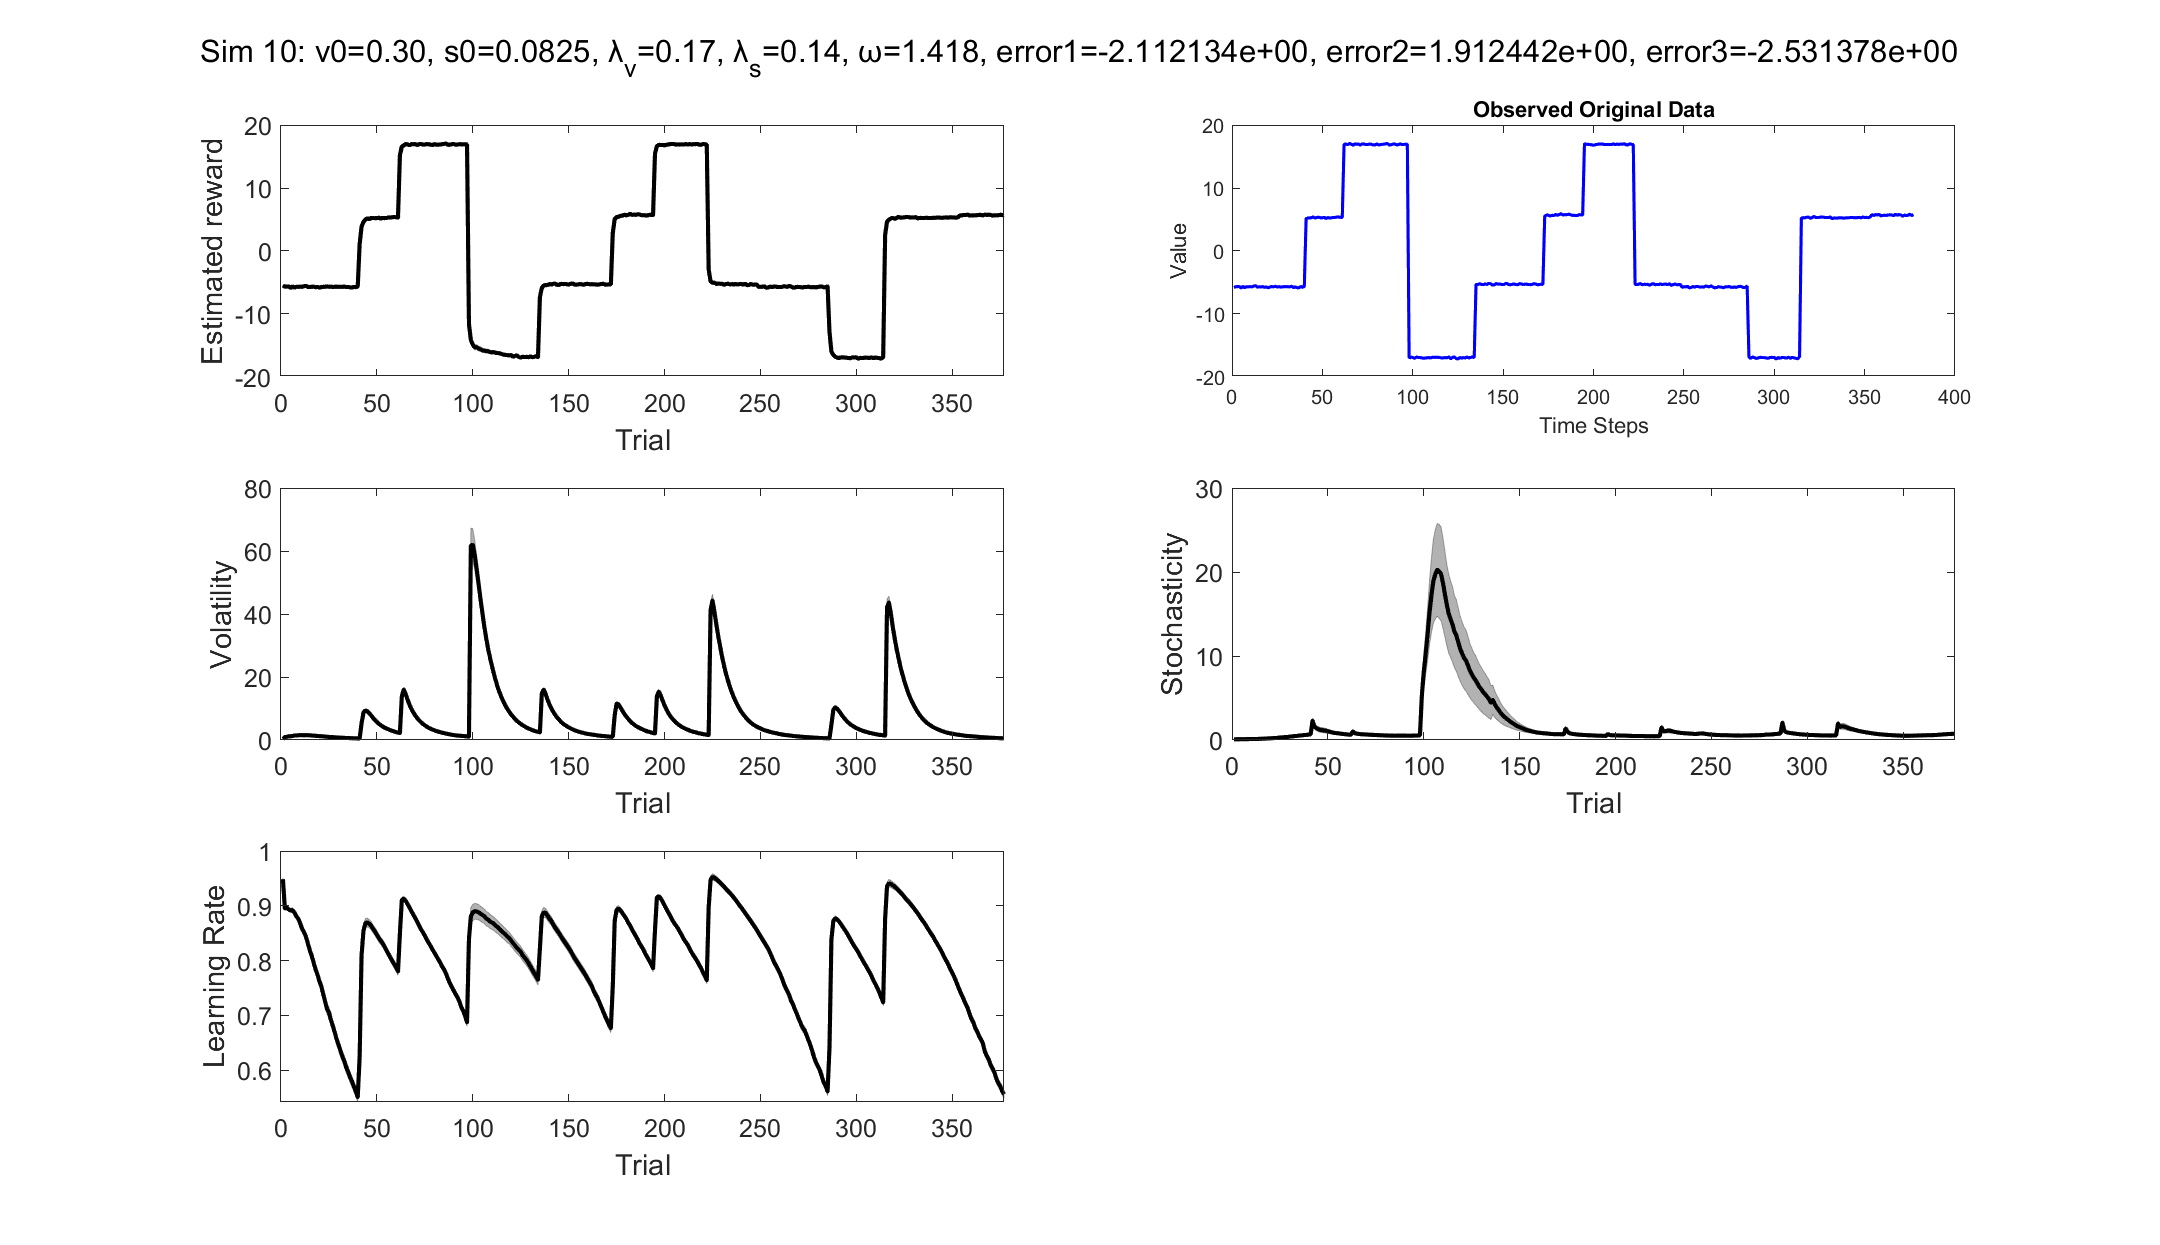 Sim 10: v0=0.30, s0=0.0825, λv=0.17, λs=0.14, ω=1.418, error1=-2.112134e+00, error2=1.912442e+00, error3=-2.531378e+00
Estimated reward
20
10
0
-10
-20
0 50 100 150 200 250 300 350
Trial
Observed Original Data
Value
20
10
0
-10
-20
0 50 100 150 200 250 300 350 400
Time Steps
Volatility
80
60
40
20
0
0 50 100 150 200 250 300 350
Trial
Stochasticity
30
20
10
0
0 50 100 150 200 250 300 350
Trial
Learning Rate
1
0.9
0.8
0.7
0.6
0 50 100 150 200 250 300 350
Trial